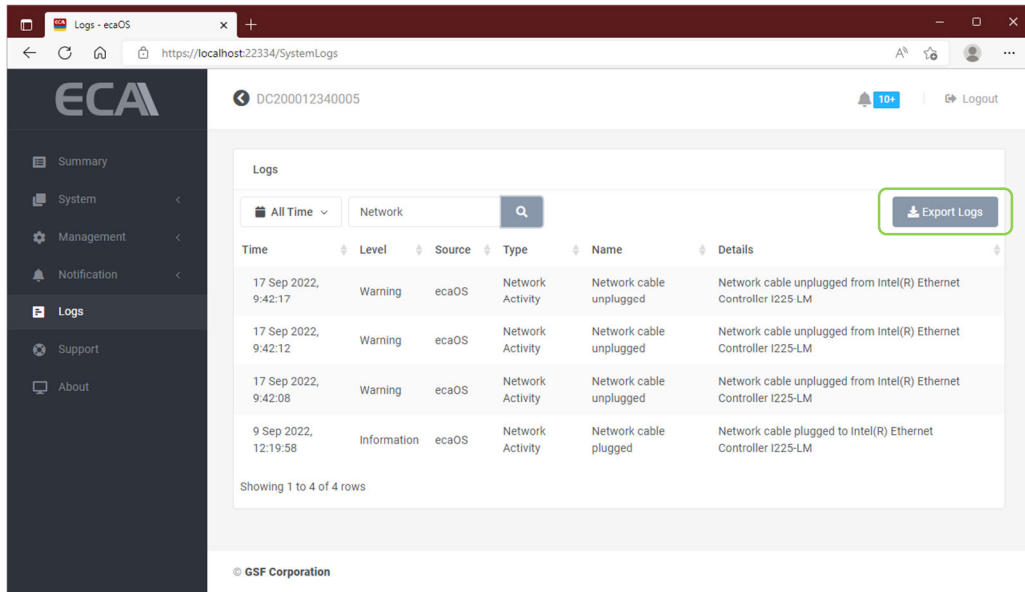 ECA Logs - ecaOS
https://localhost:22334/SystemLogs
ECA
DC200012340005
10+
Logout
Summary
System
Management
Notification
Logs
Support
About
Logs
All Time
Network
Export Logs
Time Level Source Type Name Details
17 Sep 2022, 9:42:17 Warning ecaOS Network Activity Network cable unplugged Network cable unplugged from Intel(R) Ethernet Controller I225-LM
17 Sep 2022, 9:42:12 Warning ecaOS Network Activity Network cable unplugged Network cable unplugged from Intel(R) Ethernet Controller I225-LM
17 Sep 2022, 9:42:08 Warning ecaOS Network Activity Network cable unplugged Network cable unplugged from Intel(R) Ethernet Controller I225-LM
9 Sep 2022, 12:19:58 Information ecaOS Network Activity Network cable plugged Network cable plugged to Intel(R) Ethernet Controller I225-LM
Showing 1 to 4 of 4 rows
© GSF Corporation